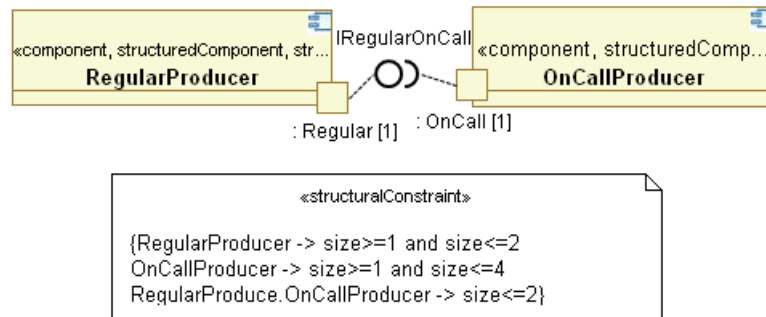 «component, structuredComponent, str...
RegularProducer
IRegularOnCall
«component, structuredComp...
OnCallProducer
: Regular [1]
: OnCall [1]
«structuralConstraint»
{RegularProducer -> size>=1 and size<=2
OnCallProducer -> size>=1 and size<=4
RegularProduce.OnCallProducer -> size<=2}